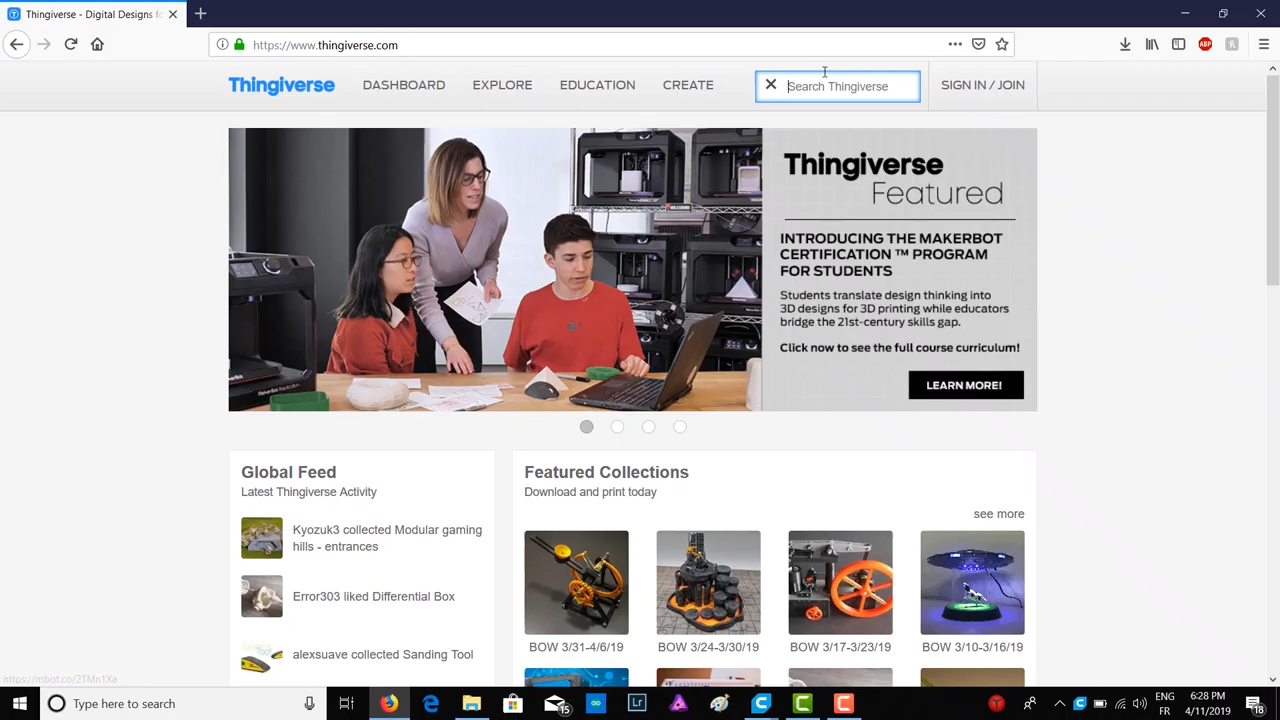 Thingiverse - Digital Designs fo
https://www.thingiverse.com
Thingiverse
DASHBOARD
EXPLORE
EDUCATION
CREATE
Search Thingiverse
SIGN IN / JOIN
Thingiverse
Featured
INTRODUCING THE MAKERBOT
CERTIFICATION ™ PROGRAM
FOR STUDENTS
Students translate design thinking into
3D designs for 3D printing while educators
bridge the 21st-century skills gap.
Click now to see the full course curriculum!
LEARN MORE!
Global Feed
Latest Thingiverse Activity
Kyozuk3 collected Modular gaming
hills - entrances
Error303 liked Differential Box
alexsuave collected Sanding Tool
Featured Collections
Download and print today
see more
BOW 3/31-4/6/19
BOW 3/24-3/30/19
BOW 3/17-3/23/19
BOW 3/10-3/16/19
https://mbot.co/2TMn1Xa
Type here to search
15
ENG
FR
6:28 PM
4/11/2019
18